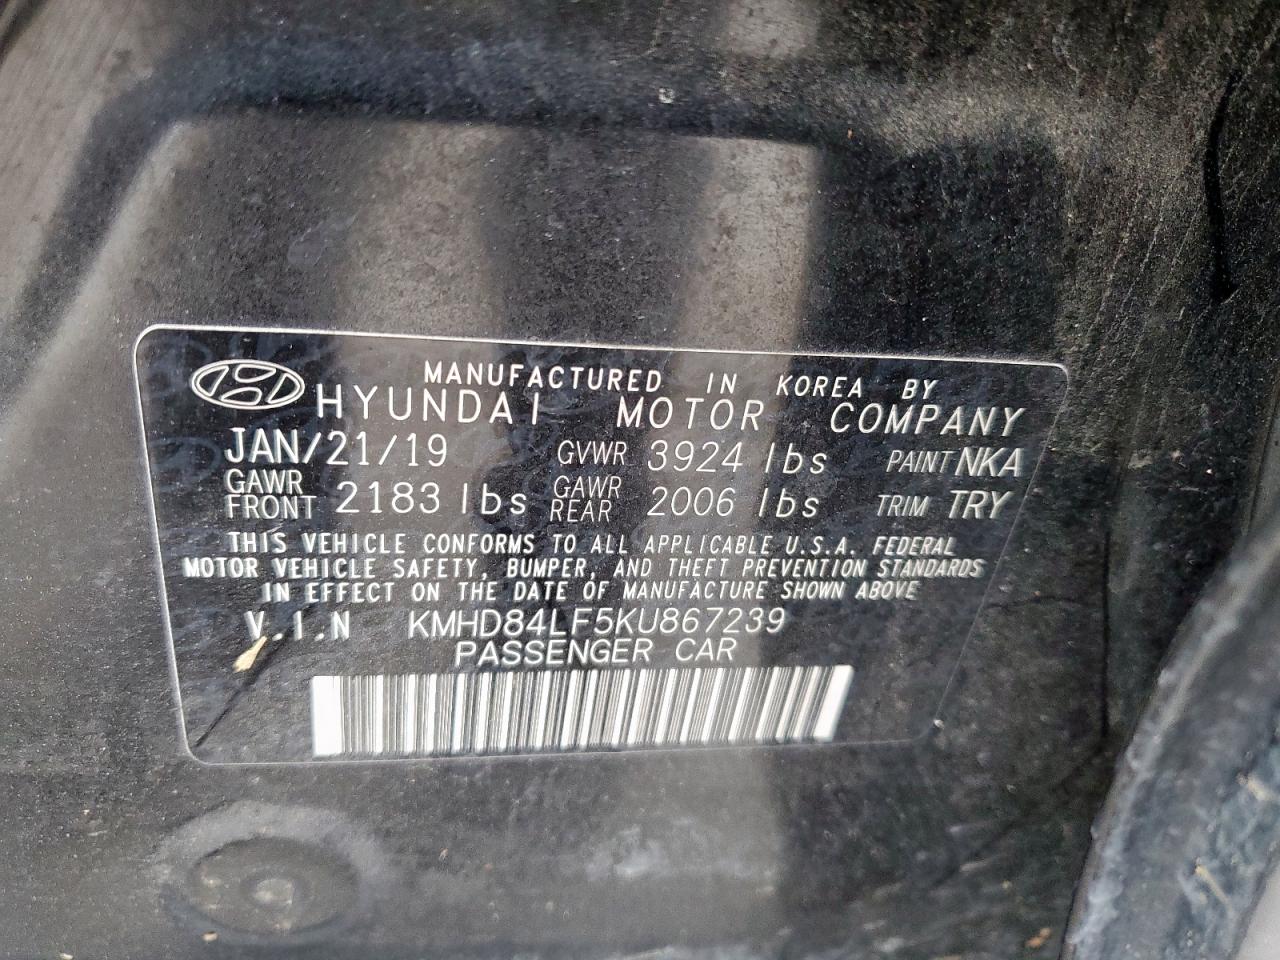 MANUFACTURED IN KOREA BY
HYUNDAI MOTOR COMPANY
JAN/21/19 GVWR 3924 lbs PAINT NKA
GAWR FRONT 2183 lbs GAWR REAR 2006 lbs TRIM TRY
THIS VEHICLE CONFORMS TO ALL APPLICABLE U.S.A. FEDERAL
MOTOR VEHICLE SAFETY, BUMPER, AND THEFT PREVENTION STANDARDS
IN EFFECT ON THE DATE OF MANUFACTURE SHOWN ABOVE
V.I.N KMHD84LF5KU867239
PASSENGER CAR